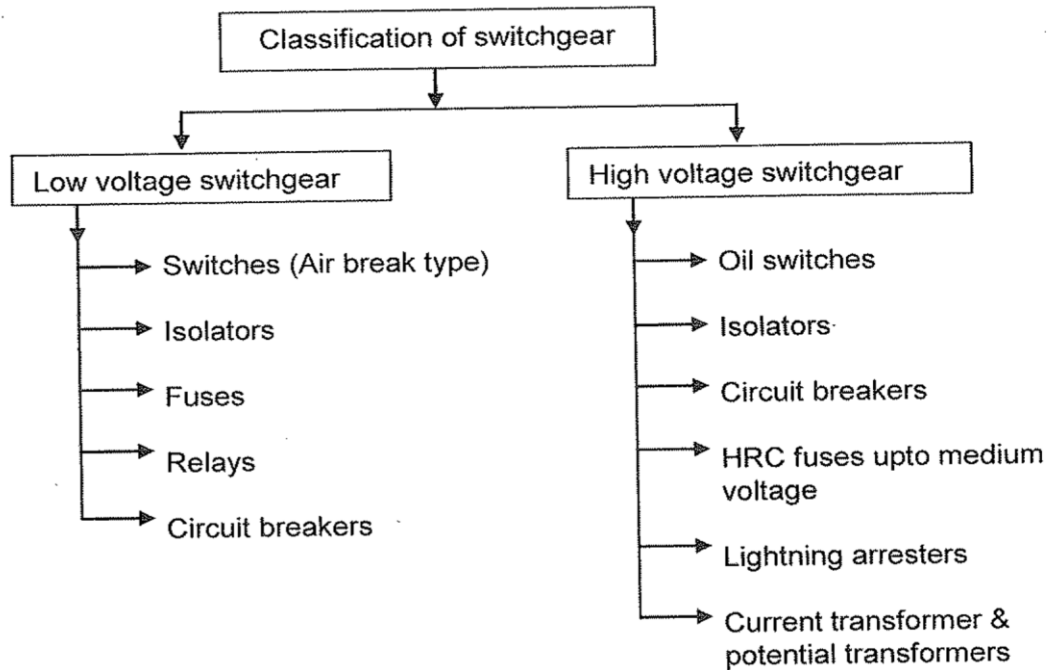 Classification of switchgear
Low voltage switchgear
Switches (Air break type)
Isolators
Fuses
Relays
Circuit breakers
High voltage switchgear
Oil switches
Isolators
Circuit breakers
HRC fuses upto medium
voltage
Lightning arresters
Current transformer &
potential transformers